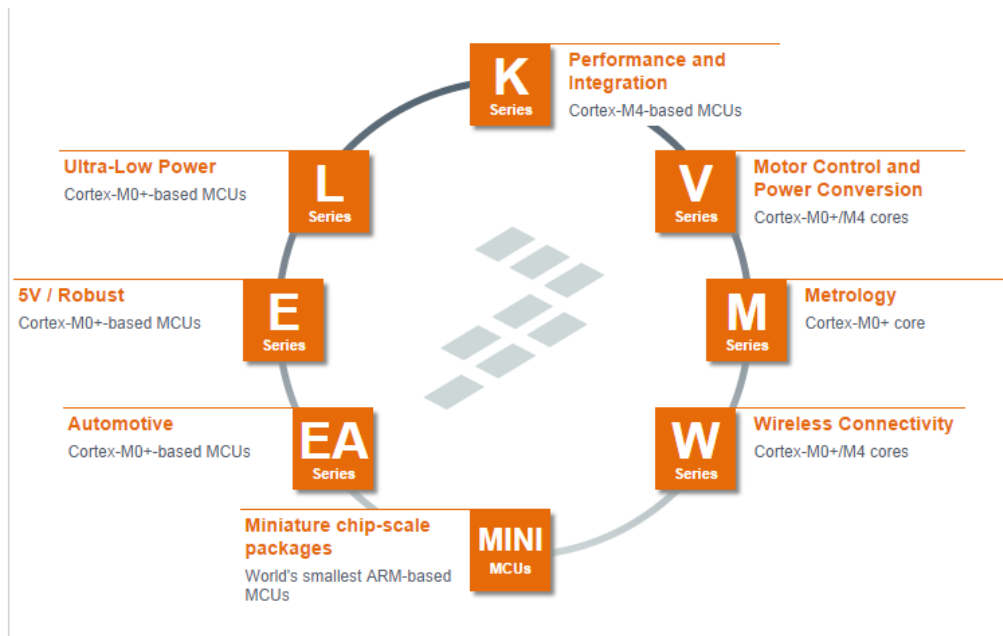 K
Series
Performance and
Integration
Cortex-M4-based MCUs
Ultra-Low Power
Cortex-M0+-based MCUs
L
Series
V
Series
Motor Control and
Power Conversion
Cortex-M0+/M4 cores
5V / Robust
Cortex-M0+-based MCUs
E
Series
M
Series
Metrology
Cortex-M0+ core
Automotive
Cortex-M0+-based MCUs
EA
Series
W
Series
Wireless Connectivity
Cortex-M0+/M4 cores
Miniature chip-scale
packages
World's smallest ARM-based
MCUs
MINI
MCUs